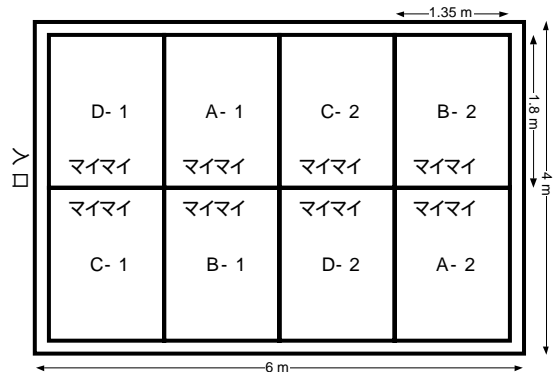 1.35 m
D- 1 A- 1 C- 2 B- 2
1.8 m
4 m
マイマイ マイマイ マイマイ マイマイ
入口
マイマイ マイマイ マイマイ マイマイ
C- 1 B- 1 D- 2 A- 2
6 m